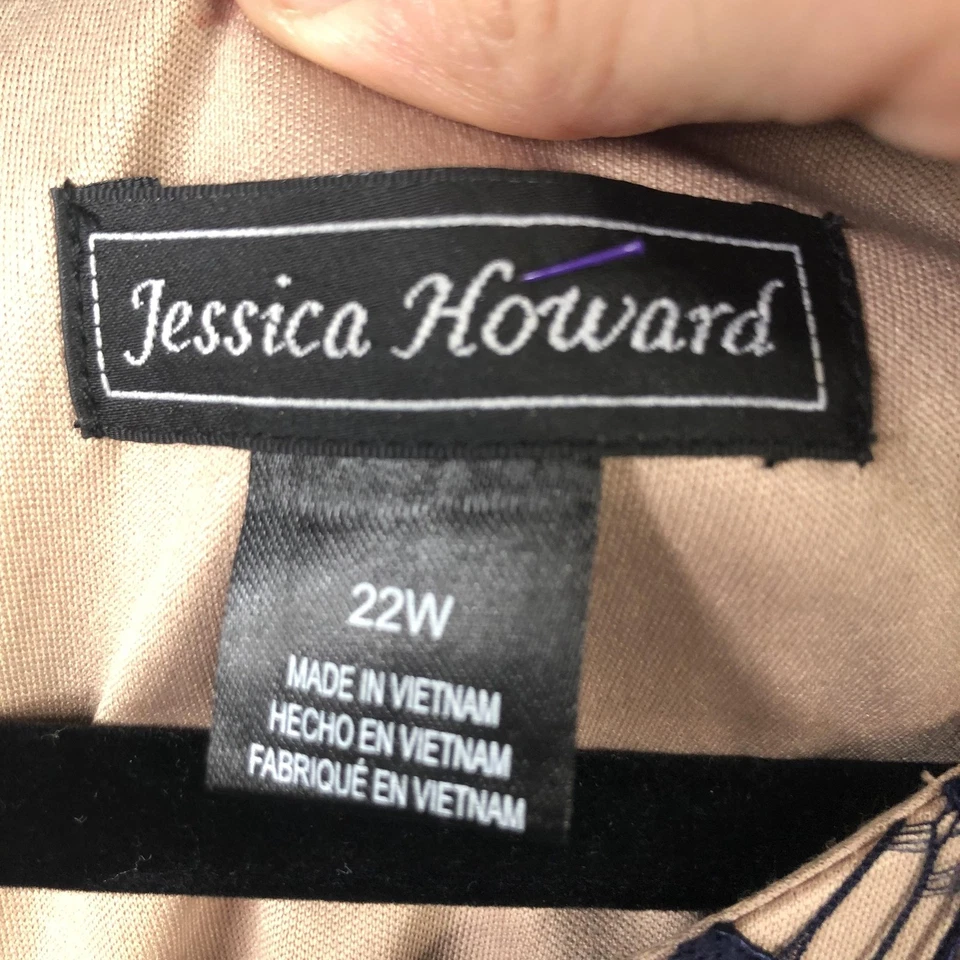 Jessica Howard
22W
MADE IN VIETNAM
HECHO EN VIETNAM
FABRIQUÉ EN VIETNAM